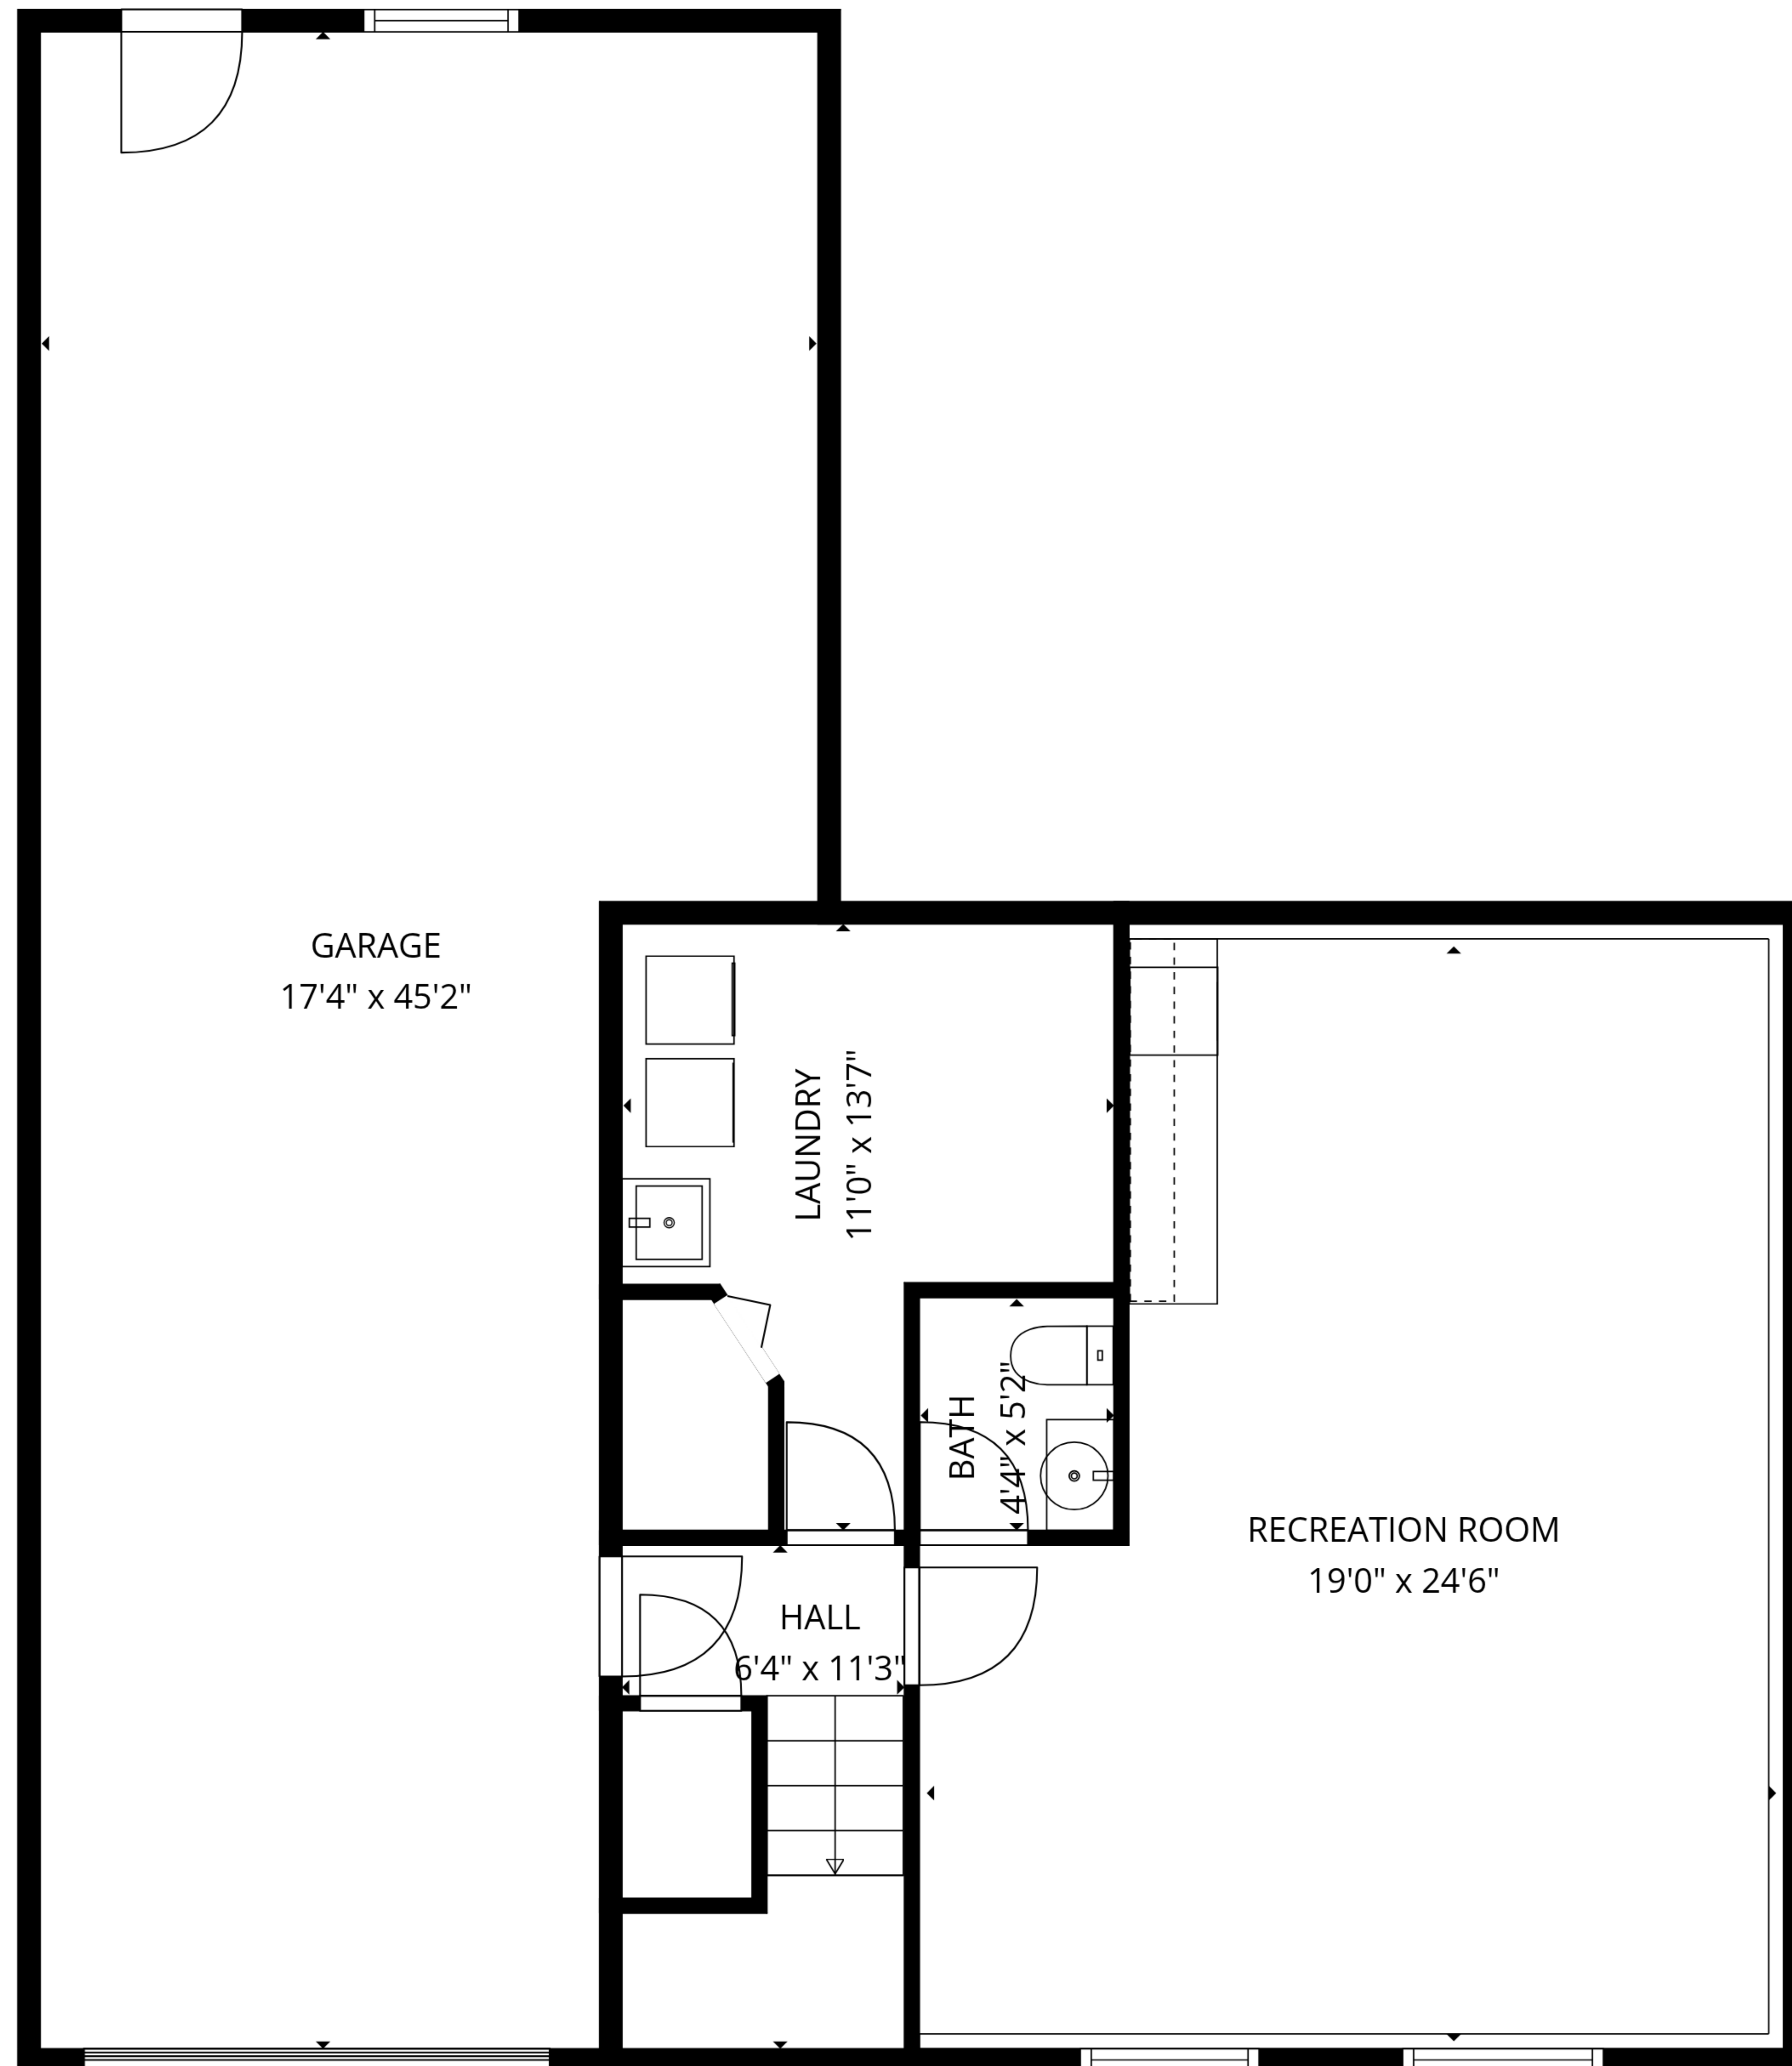 GARAGE
17'4" x 45'2"
LAUNDRY
11'0" x 13'7"
BATH
4'4" x 5'2"
RECREATION ROOM
19'0" x 24'6"
HALL
6'4" x 11'3"